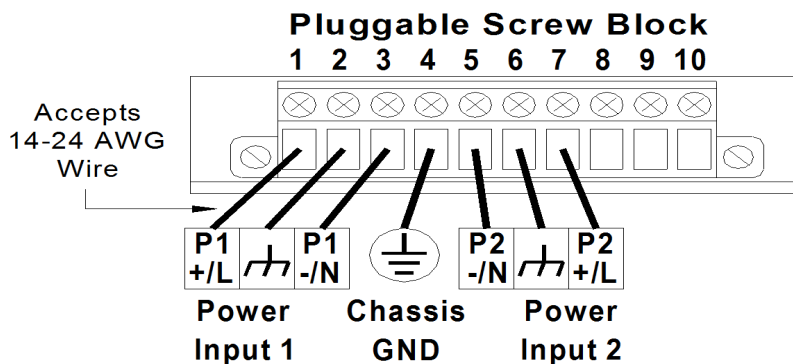 Pluggable Screw Block
1 2 3 4 5 6 7 8 9 10
Accepts
14-24 AWG
Wire
P1 P1 P2 P2
+/L -/N -/N +/L
Power Chassis Power
Input 1 GND Input 2